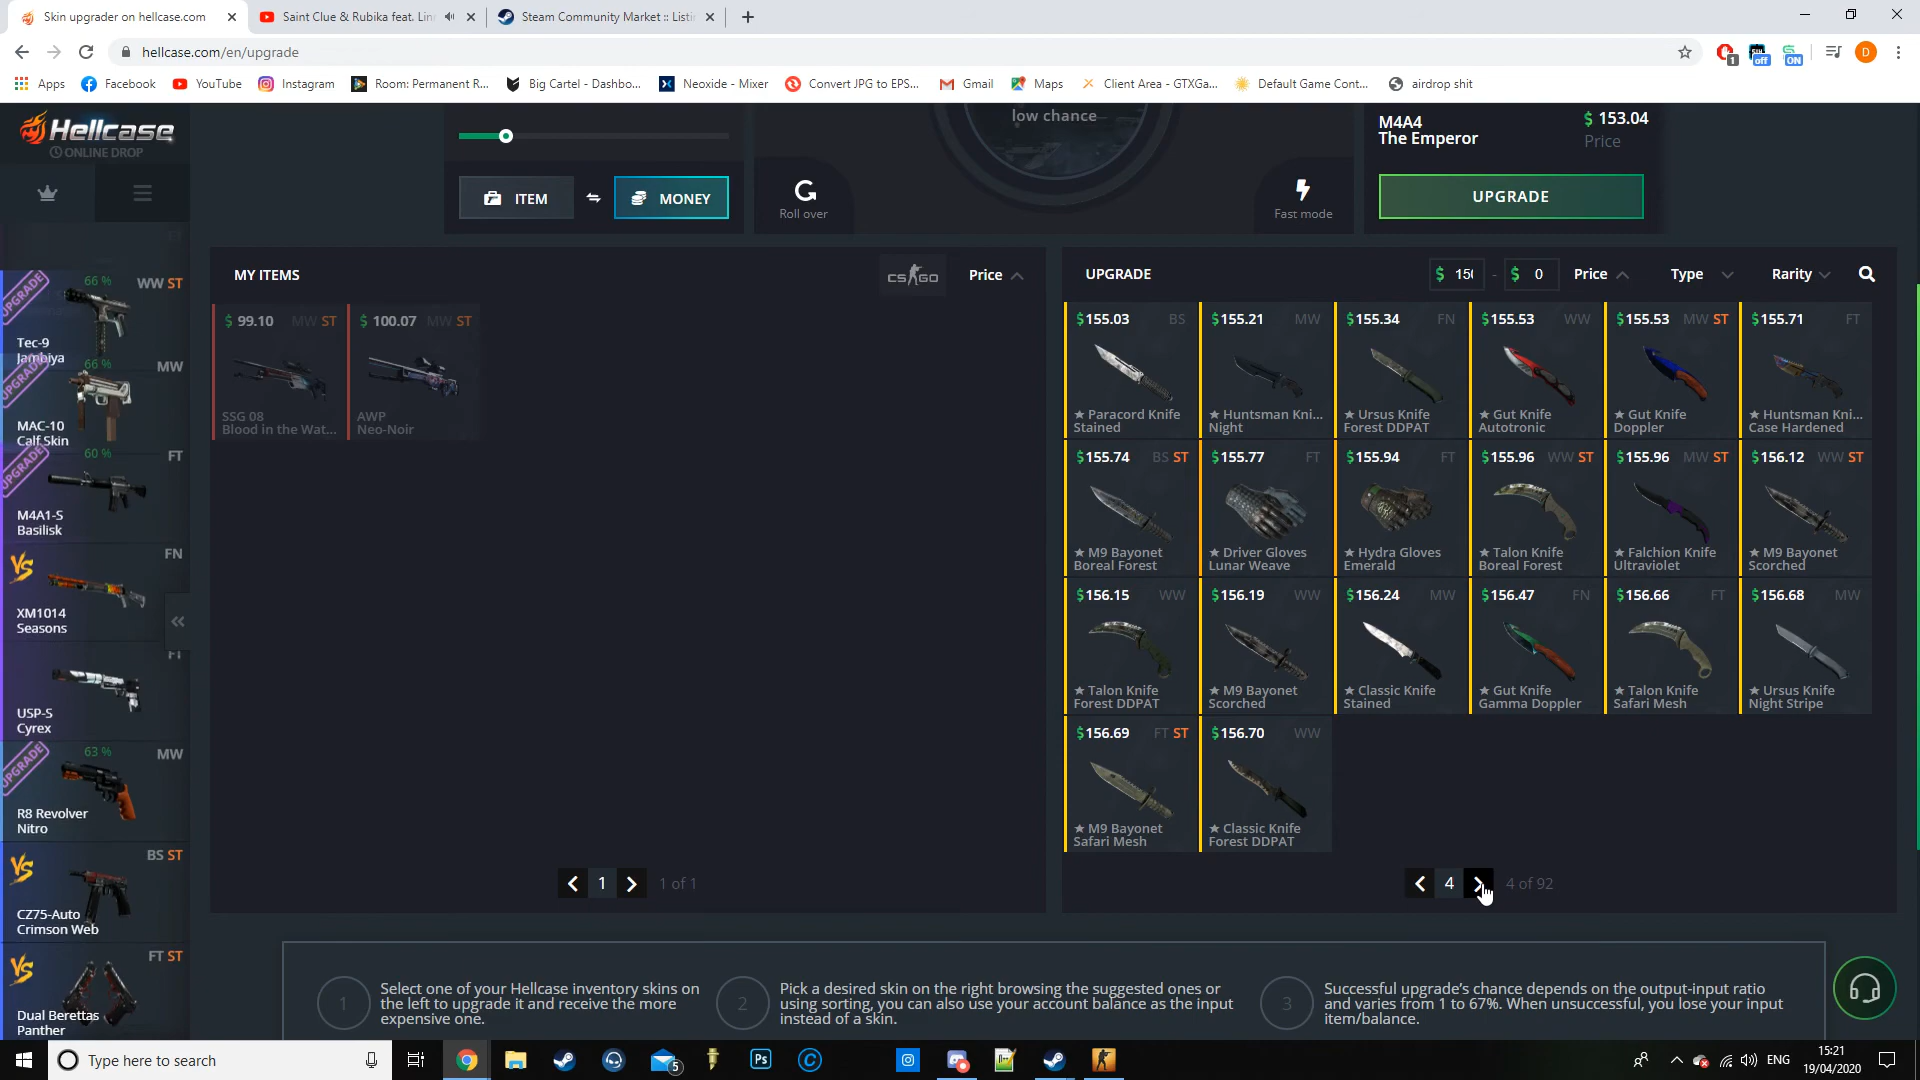 Skin upgrader on hellcase.com
Saint Clue & Rubika feat. Lin
Steam Community Market :: Listi
hellcase.com/en/upgrade
1
off
ON
D
Apps
Facebook
YouTube
Instagram
Room: Permanent R...
Big Cartel - Dashbo...
Neoxide - Mixer
Convert JPG to EPS...
Gmail
Maps
Client Area - GTXGa...
Default Game Cont...
airdrop shit
Hellcase
ONLINE DROP
low chance
M4A4
The Emperor
$ 153.04
Price
ITEM
MONEY
Roll over
Fast mode
UPGRADE
MY ITEMS
CS:GO
Price
UPGRADE
$ 150
-
$ 0
Price
Type
Rarity
$ 99.10 MW ST
SSG 08
Blood in the Wat...
$ 100.07 MW ST
AWP
Neo-Noir
$155.03 BS
★ Paracord Knife
Stained
$155.21 MW
★ Huntsman Kni...
Night
$155.34 FN
★ Ursus Knife
Forest DDPAT
$155.53 WW
★ Gut Knife
Autotronic
$155.53 MW ST
★ Gut Knife
Doppler
$155.71 FT
★ Huntsman Kni...
Case Hardened
$155.74 BS ST
★ M9 Bayonet
Boreal Forest
$155.77 FT
★ Driver Gloves
Lunar Weave
$155.94 FT
★ Hydra Gloves
Emerald
$155.96 WW ST
★ Talon Knife
Boreal Forest
$155.96 MW ST
★ Falchion Knife
Ultraviolet
$156.12 WW ST
★ M9 Bayonet
Scorched
$156.15 WW
★ Talon Knife
Forest DDPAT
$156.19 WW
★ M9 Bayonet
Scorched
$156.24 MW
★ Classic Knife
Stained
$156.47 FN
★ Gut Knife
Gamma Doppler
$156.66 FT
★ Talon Knife
Safari Mesh
$156.68 MW
★ Ursus Knife
Night Stripe
$156.69 FT ST
★ M9 Bayonet
Safari Mesh
$156.70 WW
★ Classic Knife
Forest DDPAT
1
1 of 1
4
4 of 92
FT
UPGRADE
66 %
WW ST
Tec-9
Jambiya
UPGRADE
66 %
MW
MAC-10
Calf Skin
UPGRADE
60 %
FT
M4A1-S
Basilisk
VS
FN
XM1014
Seasons
FT
USP-S
Cyrex
UPGRADE
63 %
MW
R8 Revolver
Nitro
VS
BS ST
CZ75-Auto
Crimson Web
VS
FT ST
Dual Berettas
Panther
1
Select one of your Hellcase inventory skins on
the left to upgrade it and receive the more
expensive one.
2
Pick a desired skin on the right browsing the suggested ones or
using sorting, you can also use your account balance as the input
instead of a skin.
3
Successful upgrade's chance depends on the output-input ratio
and varies from 1 to 67%. When unsuccessful, you lose your input
item/balance.
Type here to search
5
Ps
C
ENG
15:21
19/04/2020